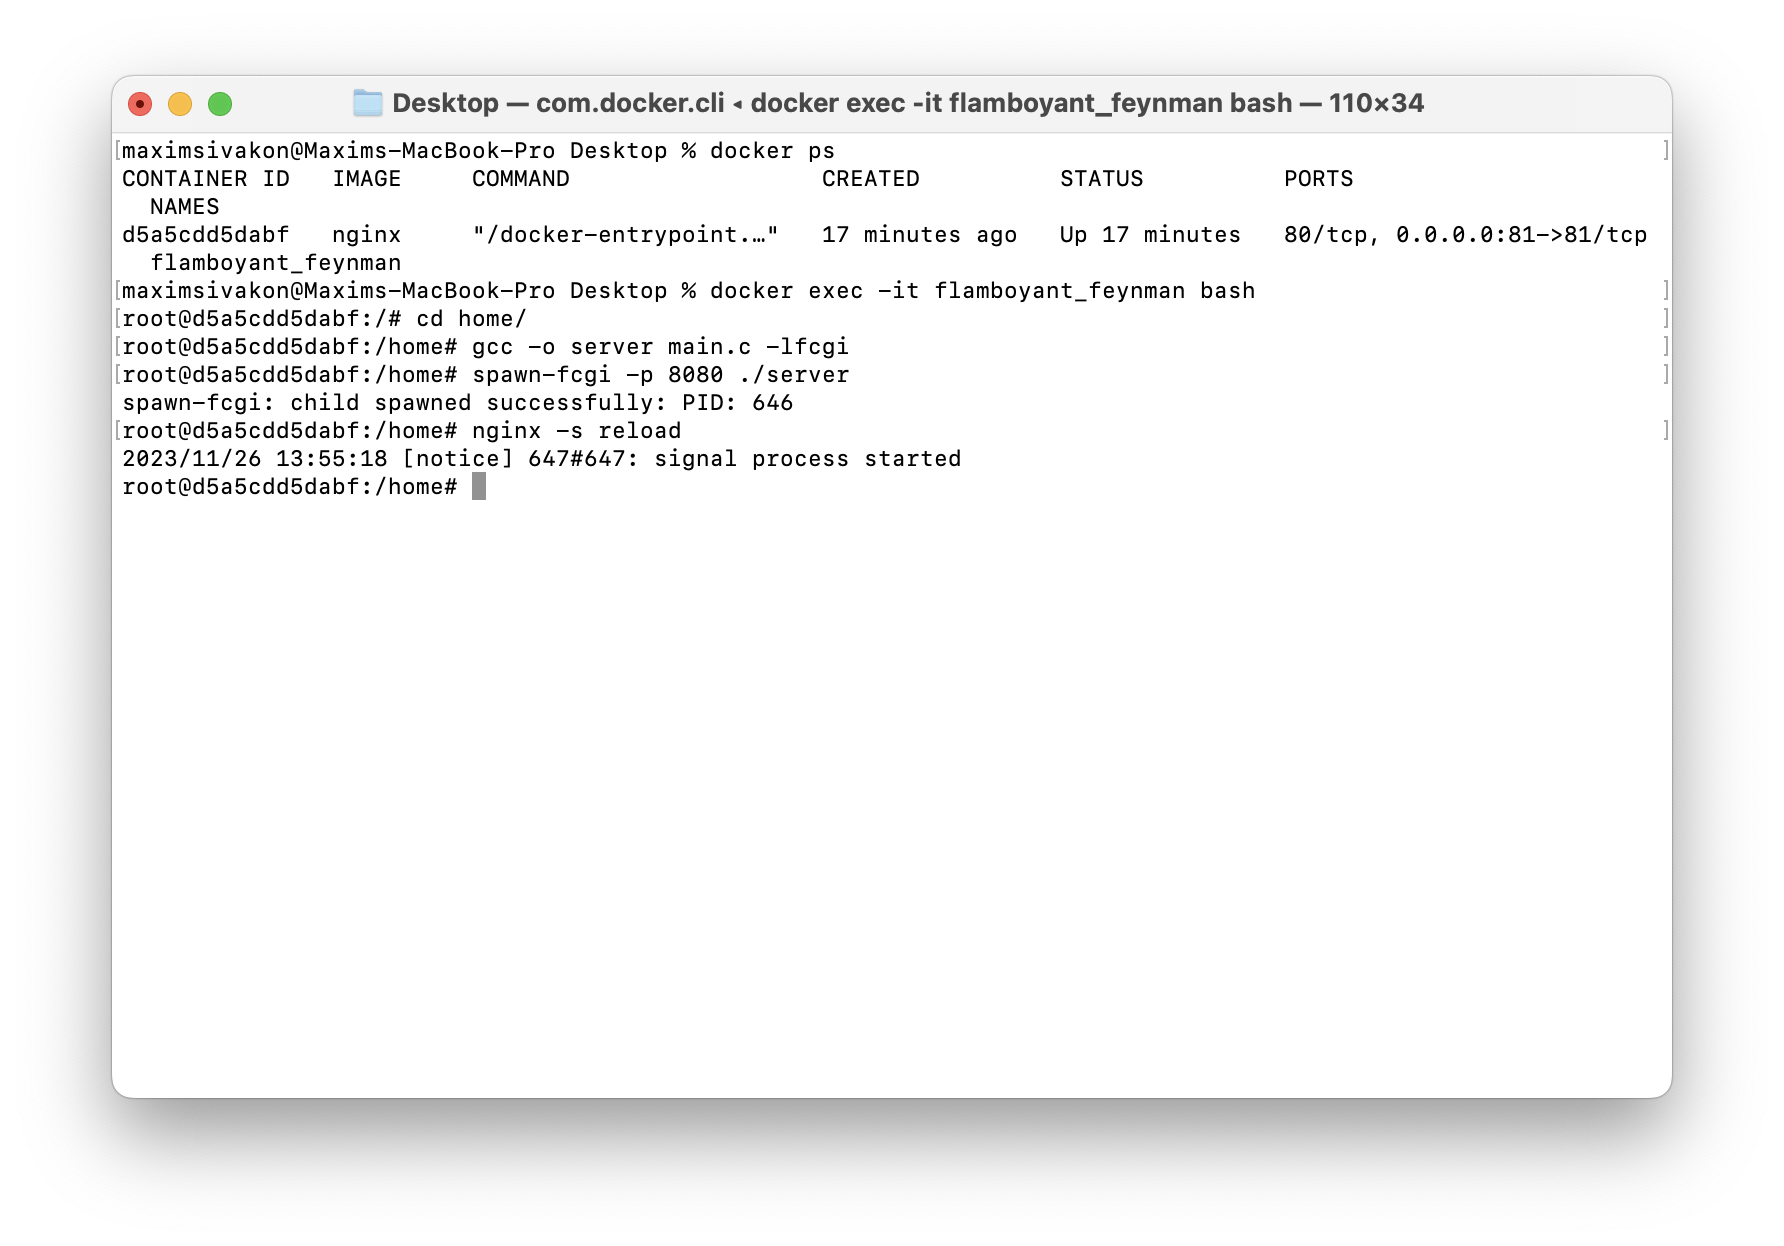 Desktop — com.docker.cli ◂ docker exec -it flamboyant_feynman bash — 110×34
[maximsivakon@Maxims-MacBook-Pro Desktop % docker ps ]
CONTAINER ID   IMAGE     COMMAND                  CREATED          STATUS          PORTS
  NAMES
d5a5cdd5dabf   nginx     "/docker-entrypoint.…"   17 minutes ago   Up 17 minutes   80/tcp, 0.0.0.0:81->81/tcp
  flamboyant_feynman
[maximsivakon@Maxims-MacBook-Pro Desktop % docker exec -it flamboyant_feynman bash ]
[root@d5a5cdd5dabf:/# cd home/ ]
[root@d5a5cdd5dabf:/home# gcc -o server main.c -lfcgi ]
[root@d5a5cdd5dabf:/home# spawn-fcgi -p 8080 ./server ]
spawn-fcgi: child spawned successfully: PID: 646
[root@d5a5cdd5dabf:/home# nginx -s reload ]
2023/11/26 13:55:18 [notice] 647#647: signal process started
root@d5a5cdd5dabf:/home#